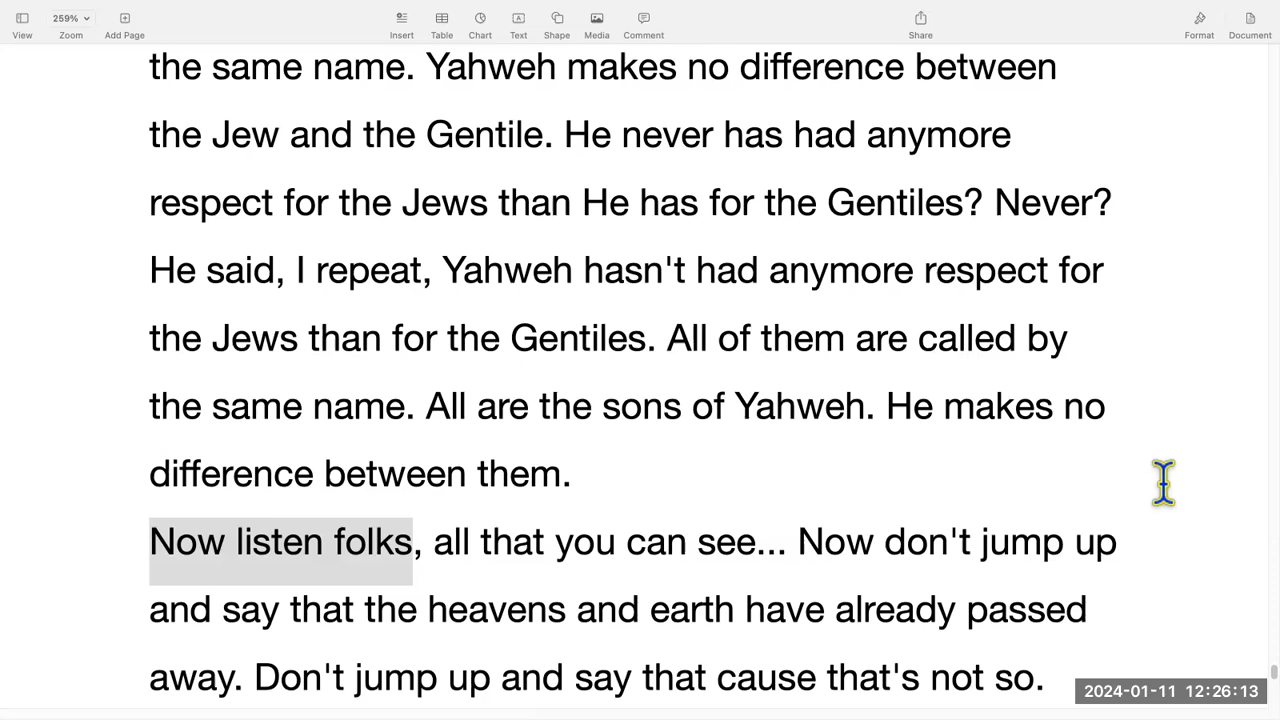 259%
View
Zoom
Add Page
Insert
Table
Chart
Text
Shape
Media
Comment
Share
Format
Document
the same name. Yahweh makes no difference between
the Jew and the Gentile. He never has had anymore
respect for the Jews than He has for the Gentiles? Never?
He said, I repeat, Yahweh hasn't had anymore respect for
the Jews than for the Gentiles. All of them are called by
the same name. All are the sons of Yahweh. He makes no
difference between them.
Now listen folks, all that you can see... Now don't jump up
and say that the heavens and earth have already passed
away. Don't jump up and say that cause that's not so.
2024-01-11 12:26:13